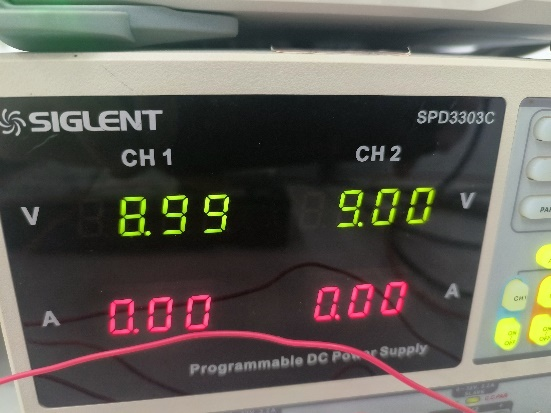 SIGLENT
SPD3303C
CH 1
CH 2
V 8.99 9.00 V
A 0.00 0.00 A
Programmable DC Power Supply